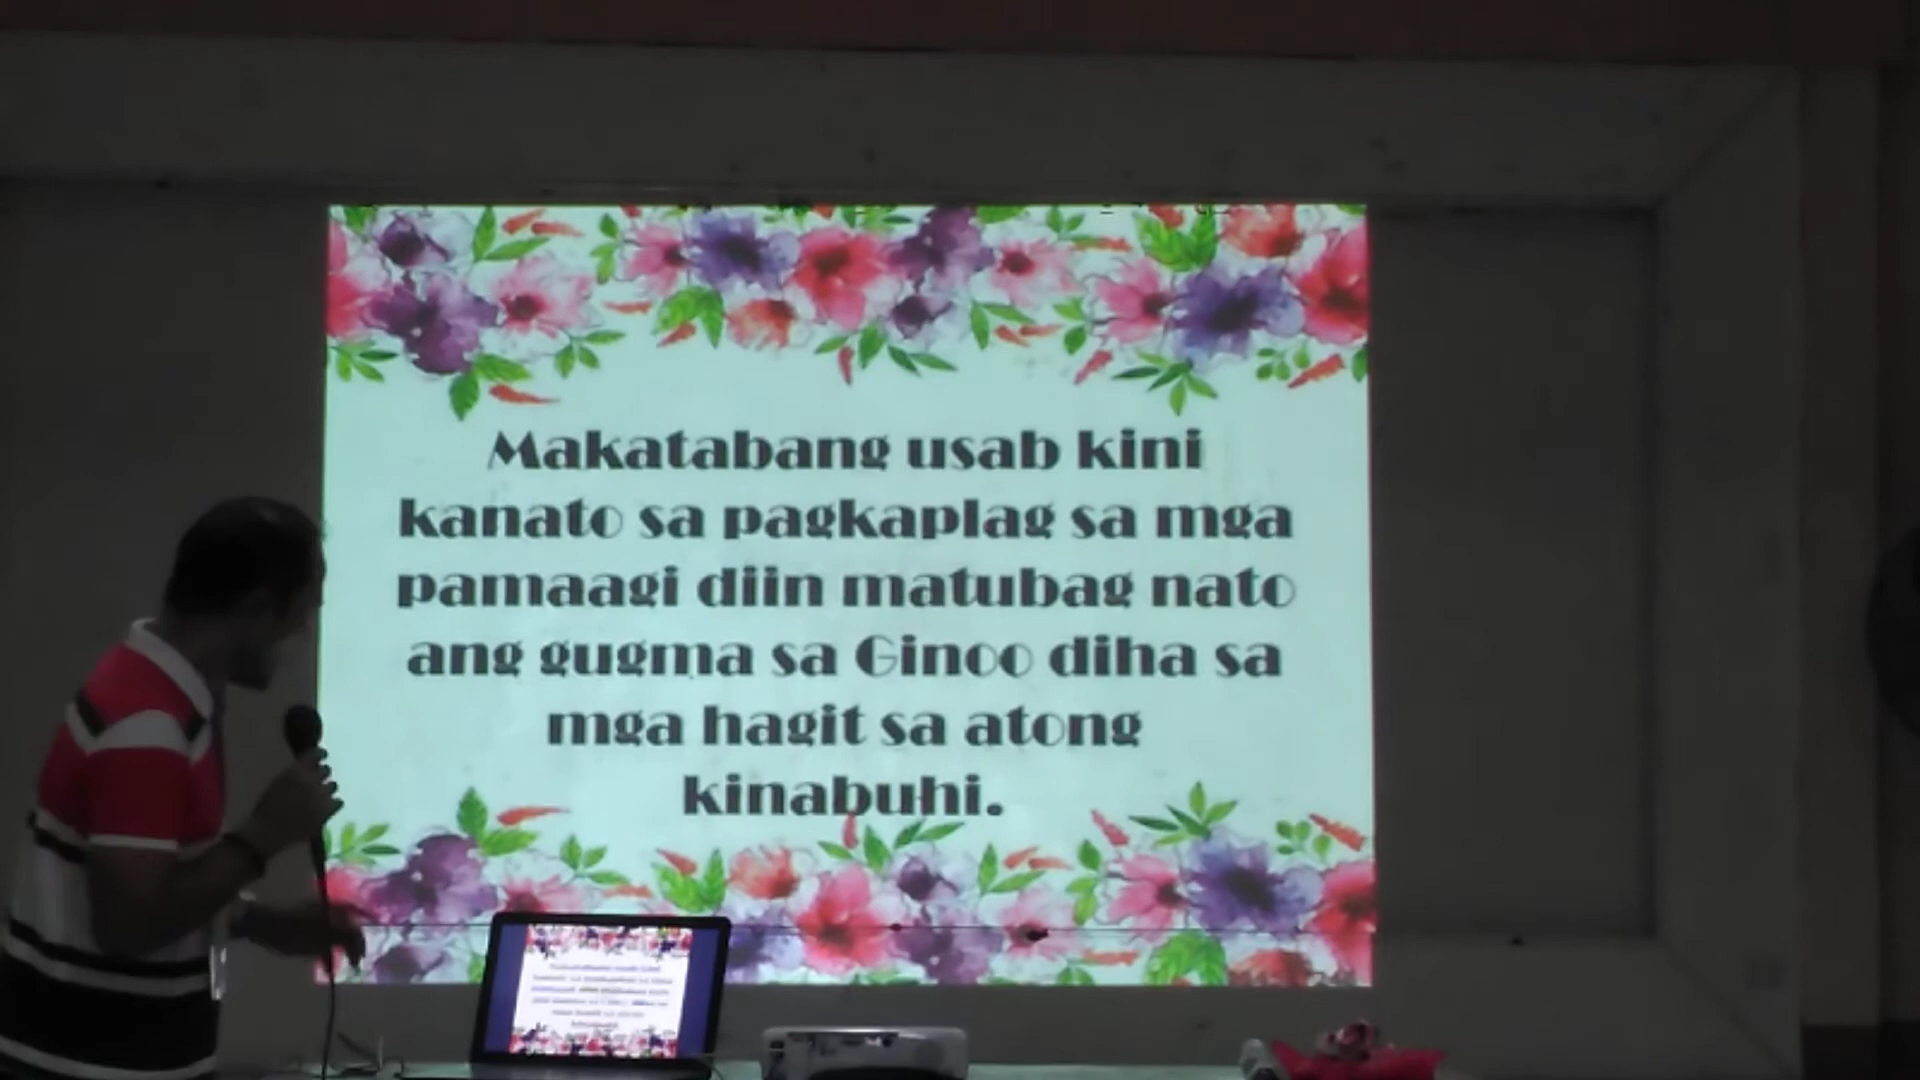 Makatabang usab kini
kanato sa pagkaplag sa mga
pamaagi diin matubag nato
ang gugma sa Ginoo diha sa
mga hagit sa atong
kinabuhi.